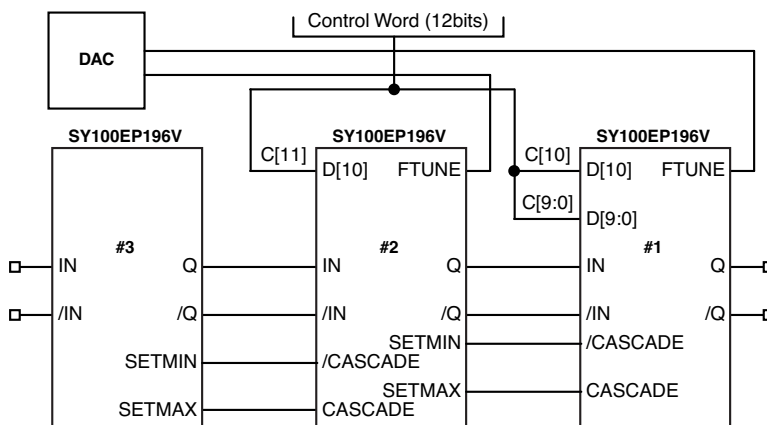 Control Word (12bits)
DAC
SY100EP196V SY100EP196V SY100EP196V
C[11] D[10] FTUNE C[10] D[10] FTUNE
C[9:0] D[9:0]
#3 #2 #1
IN Q IN Q IN Q
/IN /Q /IN /Q /IN /Q
SETMIN /CASCADE SETMIN /CASCADE
SETMAX CASCADE SETMAX CASCADE